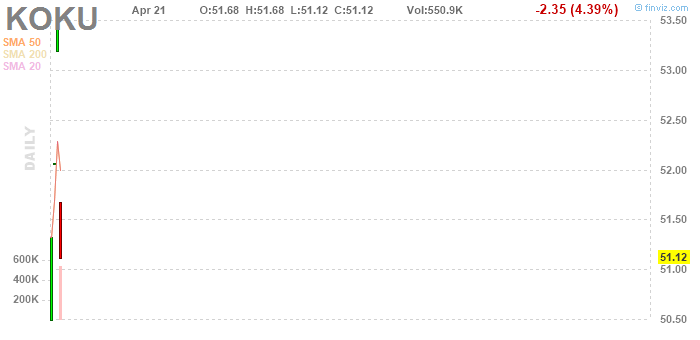 KOKU Apr 21 O:51.68 H:51.68 L:51.12 C:51.12 Vol:550.9K -2.35 (4.39%) © finviz.com
SMA 50
SMA 200
SMA 20
DAILY
600K
400K
200K
53.50
53.00
52.50
52.00
51.50
51.12
51.00
50.50